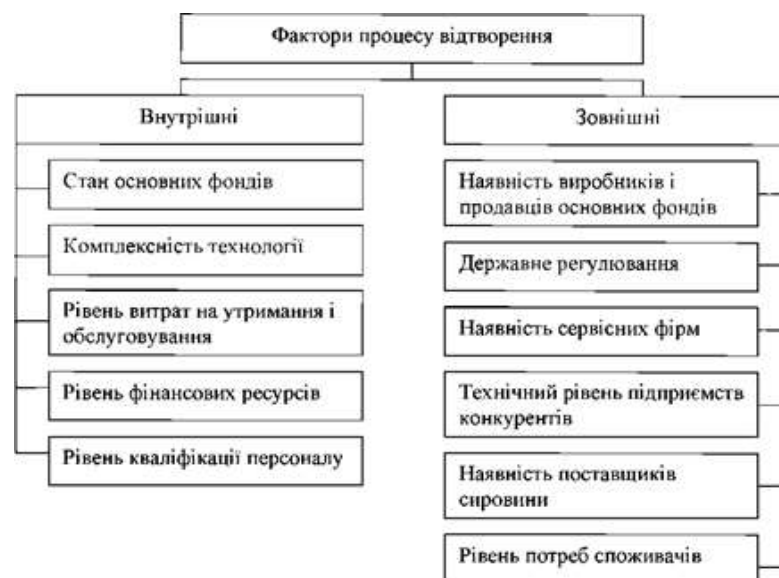 Фактори процесу відтворення
Внутрішні
Стан основних фондів
Комплексність технології
Рівень витрат на утримання і
обслуговування
Рівень фінансових ресурсів
Рівень кваліфікації персоналу
Зовнішні
Наявність виробників і
продавців основних фондів
Державне регулювання
Наявність сервісних фірм
Технічний рівень підприємств
конкурентів
Наявність поставщиків
сировини
Рівень потреб споживачів